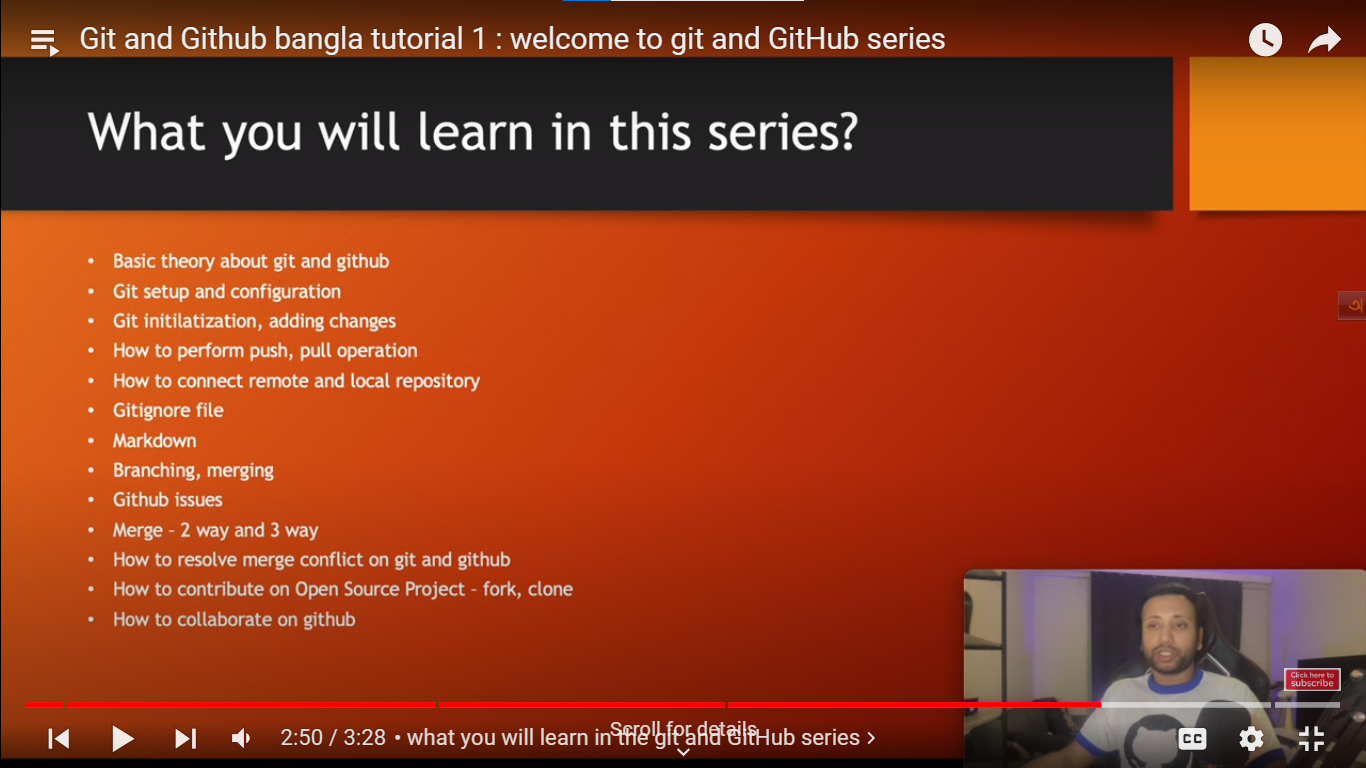 Git and Github bangla tutorial 1 : welcome to git and GitHub series
What you will learn in this series?
• Basic theory about git and github
• Git setup and configuration
• Git initilatization, adding changes
• How to perform push, pull operation
• How to connect remote and local repository
• Gitignore file
• Markdown
• Branching, merging
• Github issues
• Merge – 2 way and 3 way
• How to resolve merge conflict on git and github
• How to contribute on Open Source Project – fork, clone
• How to collaborate on github
অ
Click here to
subscribe
Scroll for details
2:50 / 3:28 • what you will learn in the git and GitHub series
CC